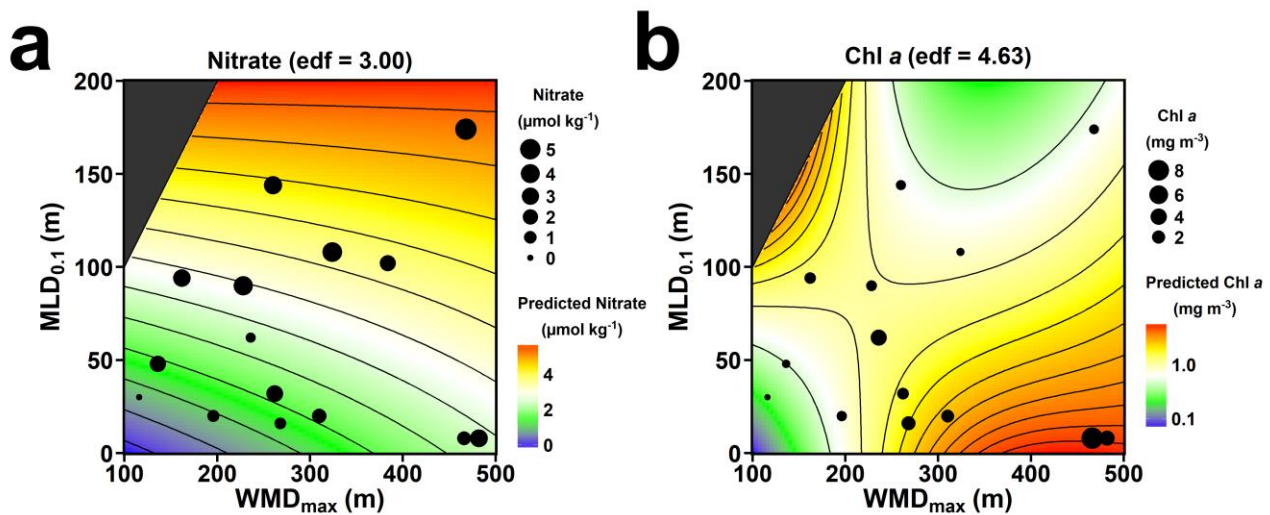 a
Nitrate (edf = 3.00)
MLD0.1 (m)
200
150
100
50
0
100
200
300
400
500
WMDmax (m)
Nitrate
(μmol kg-1)
5
4
3
2
1
0
Predicted Nitrate
(μmol kg-1)
4
2
0
b
Chl a (edf = 4.63)
MLD0.1 (m)
200
150
100
50
0
100
200
300
400
500
WMDmax (m)
Chl a
(mg m-3)
8
6
4
2
Predicted Chl a
(mg m-3)
1.0
0.1